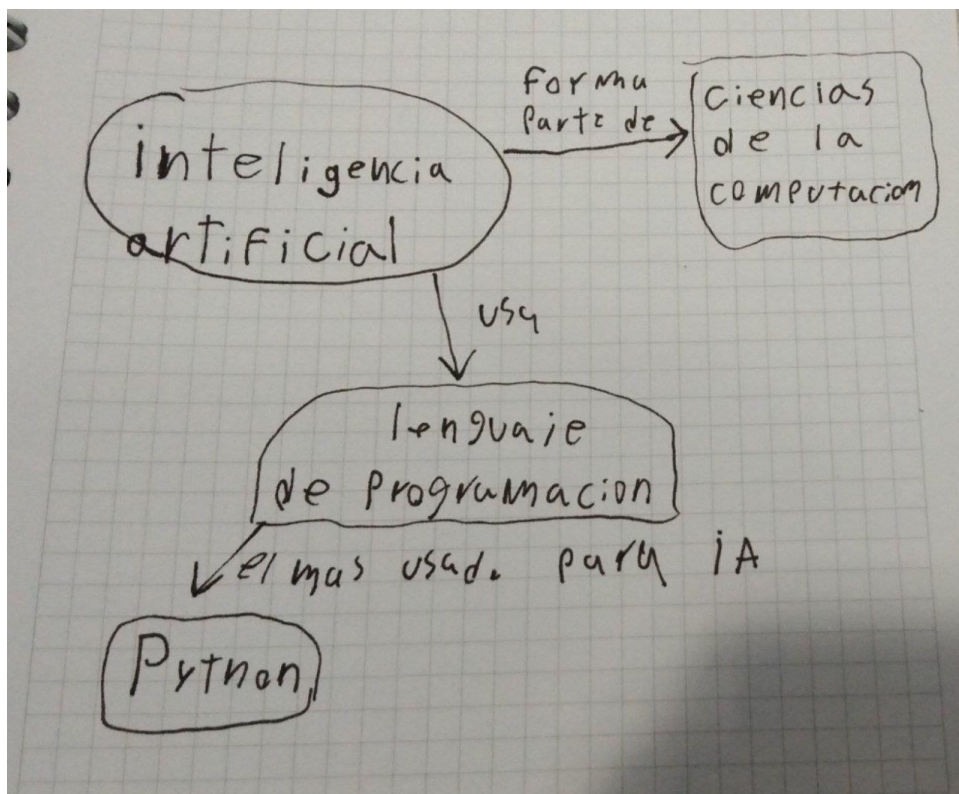 inteligencia
artificial
Forma
Parte de
Ciencias
de la
computacion
usa
lenguaje
de Programacion
el mas usado para iA
Python